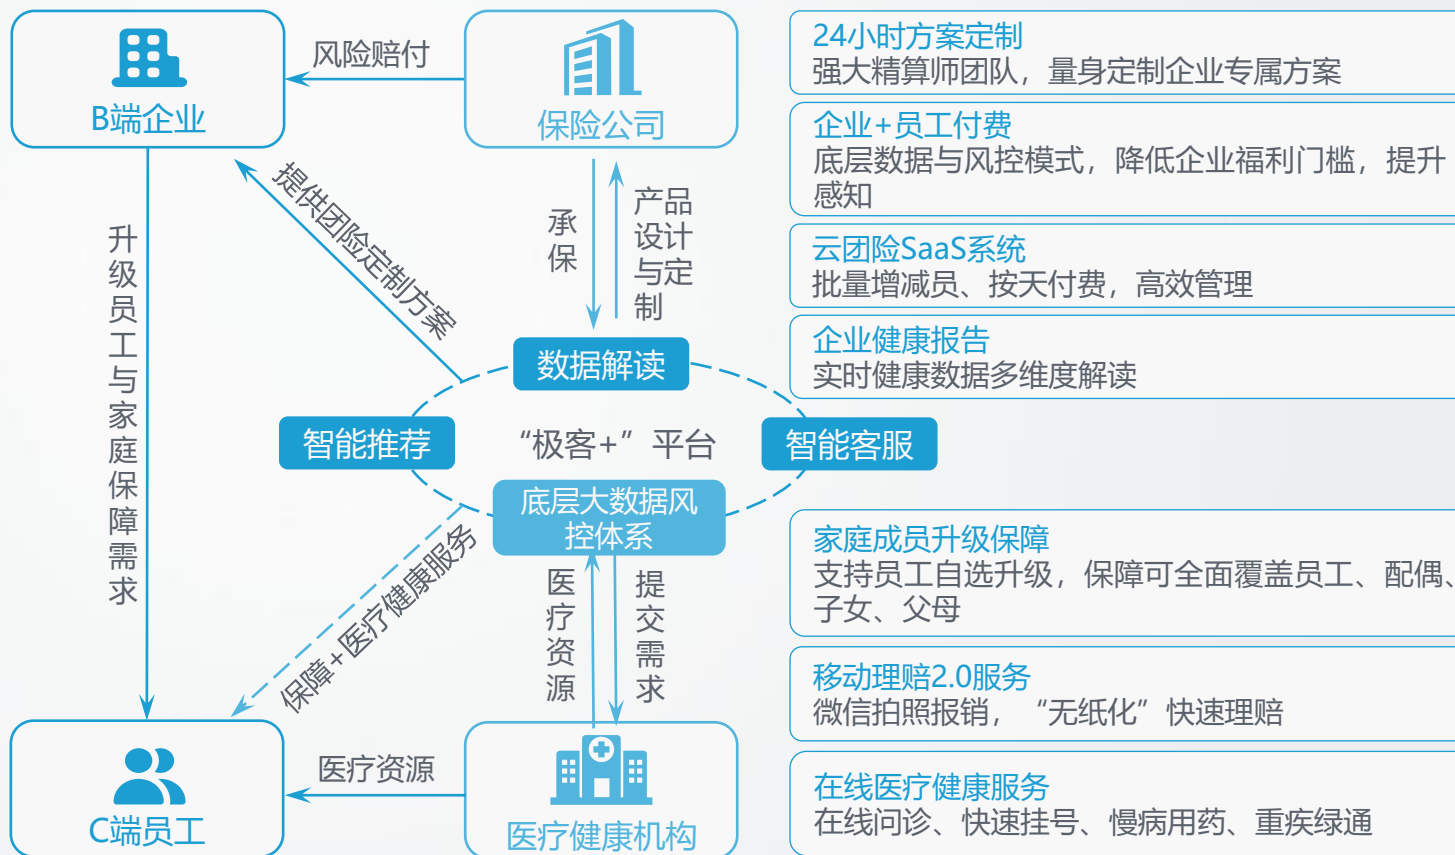 B端企业
风险赔付
保险公司
升级员工与家庭保障需求
提供团险定制方案
承保
产品
设计
与定
制
数据解读
智能推荐
“极客+”平台
智能客服
底层大数据风
控体系
保障+医疗健康服务
医疗资源
提交需求
C端员工
医疗资源
医疗健康机构
24小时方案定制
强大精算师团队，量身定制企业专属方案
企业+员工付费
底层数据与风控模式，降低企业福利门槛，提升
感知
云团险SaaS系统
批量增减员、按天付费，高效管理
企业健康报告
实时健康数据多维度解读
家庭成员升级保障
支持员工自选升级，保障可全面覆盖员工、配偶、
子女、父母
移动理赔2.0服务
微信拍照报销，“无纸化”快速理赔
在线医疗健康服务
在线问诊、快速挂号、慢病用药、重疾绿通